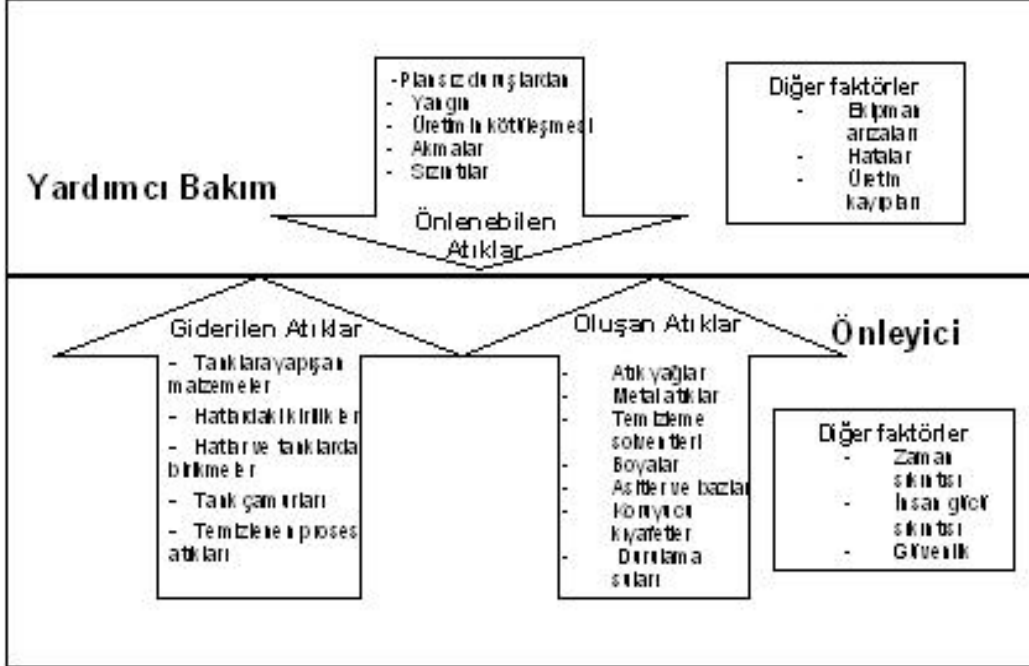 -Plansız duruşlardan
- Yangın
- Üretimin kötüleşmesi
- Akmalar
- Sızıntılar
Önlenebilen
Atıklar
Diğer faktörler
- Ekipman
arızaları
- Hatalar
- Üretim
kayıpları
Yardımcı Bakım
Giderilen Atıklar
- Tanklara yapışan
malzemeler
- Hatlardaki kirlilikler
- Hatlar ve tanklarda
birikmeler
- Tank çamurları
- Temizlenen proses
atıkları
Oluşan Atıklar
- Atık yağlar
- Metal atıklar
- Temizleme
solventleri
- Boyalar
- Asitler ve bazlar
- Koruyucu
kıyafetler
- Durulama
suları
Önleyici
Diğer faktörler
- Zaman
sıkıntısı
- İnsan gücü
sıkıntısı
- Güvenlik